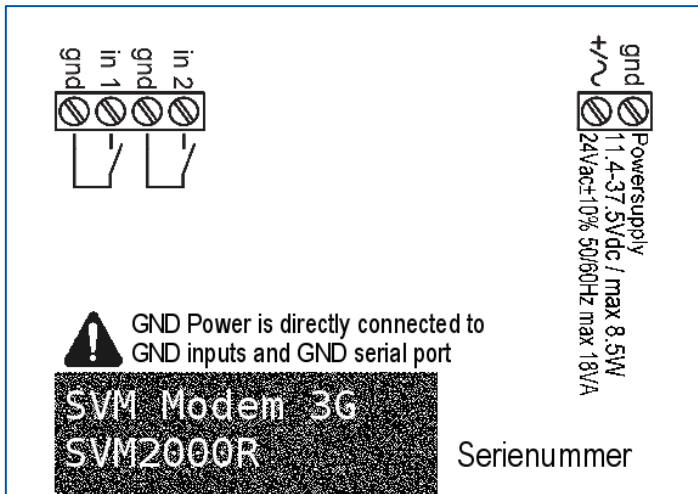 gnd
in 1
gnd
in 2
+/~
gnd
Powersupply
11.4-37.5Vdc / max 8.5W
24Vac±10% 50/60Hz max 18VA
GND Power is directly connected to
GND inputs and GND serial port
SVM Modem 3G
SVM2000R
Serienummer